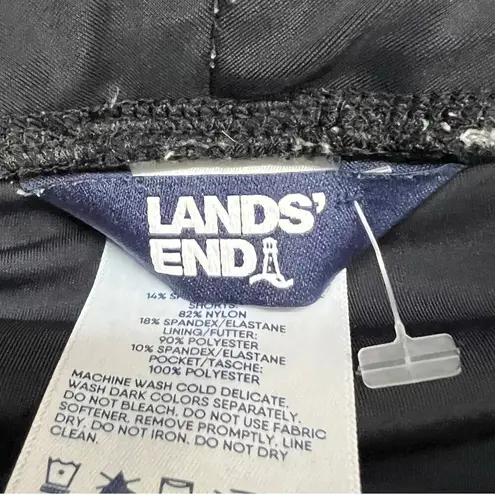 LANDS'
END
14%
SHORTS:
82% NYLON
18% SPANDEX/ELASTANE
LINING/FUTTER:
90% POLYESTER
10% SPANDEX/ELASTANE
POCKET/TASCHE:
100% POLYESTER
MACHINE WASH COLD DELICATE,
WASH DARK COLORS SEPARATELY,
DO NOT BLEACH. DO NOT USE FABRIC
SOFTENER. REMOVE PROMPTLY. LINE
DRY. DO NOT IRON. DO NOT DRY
CLEAN.